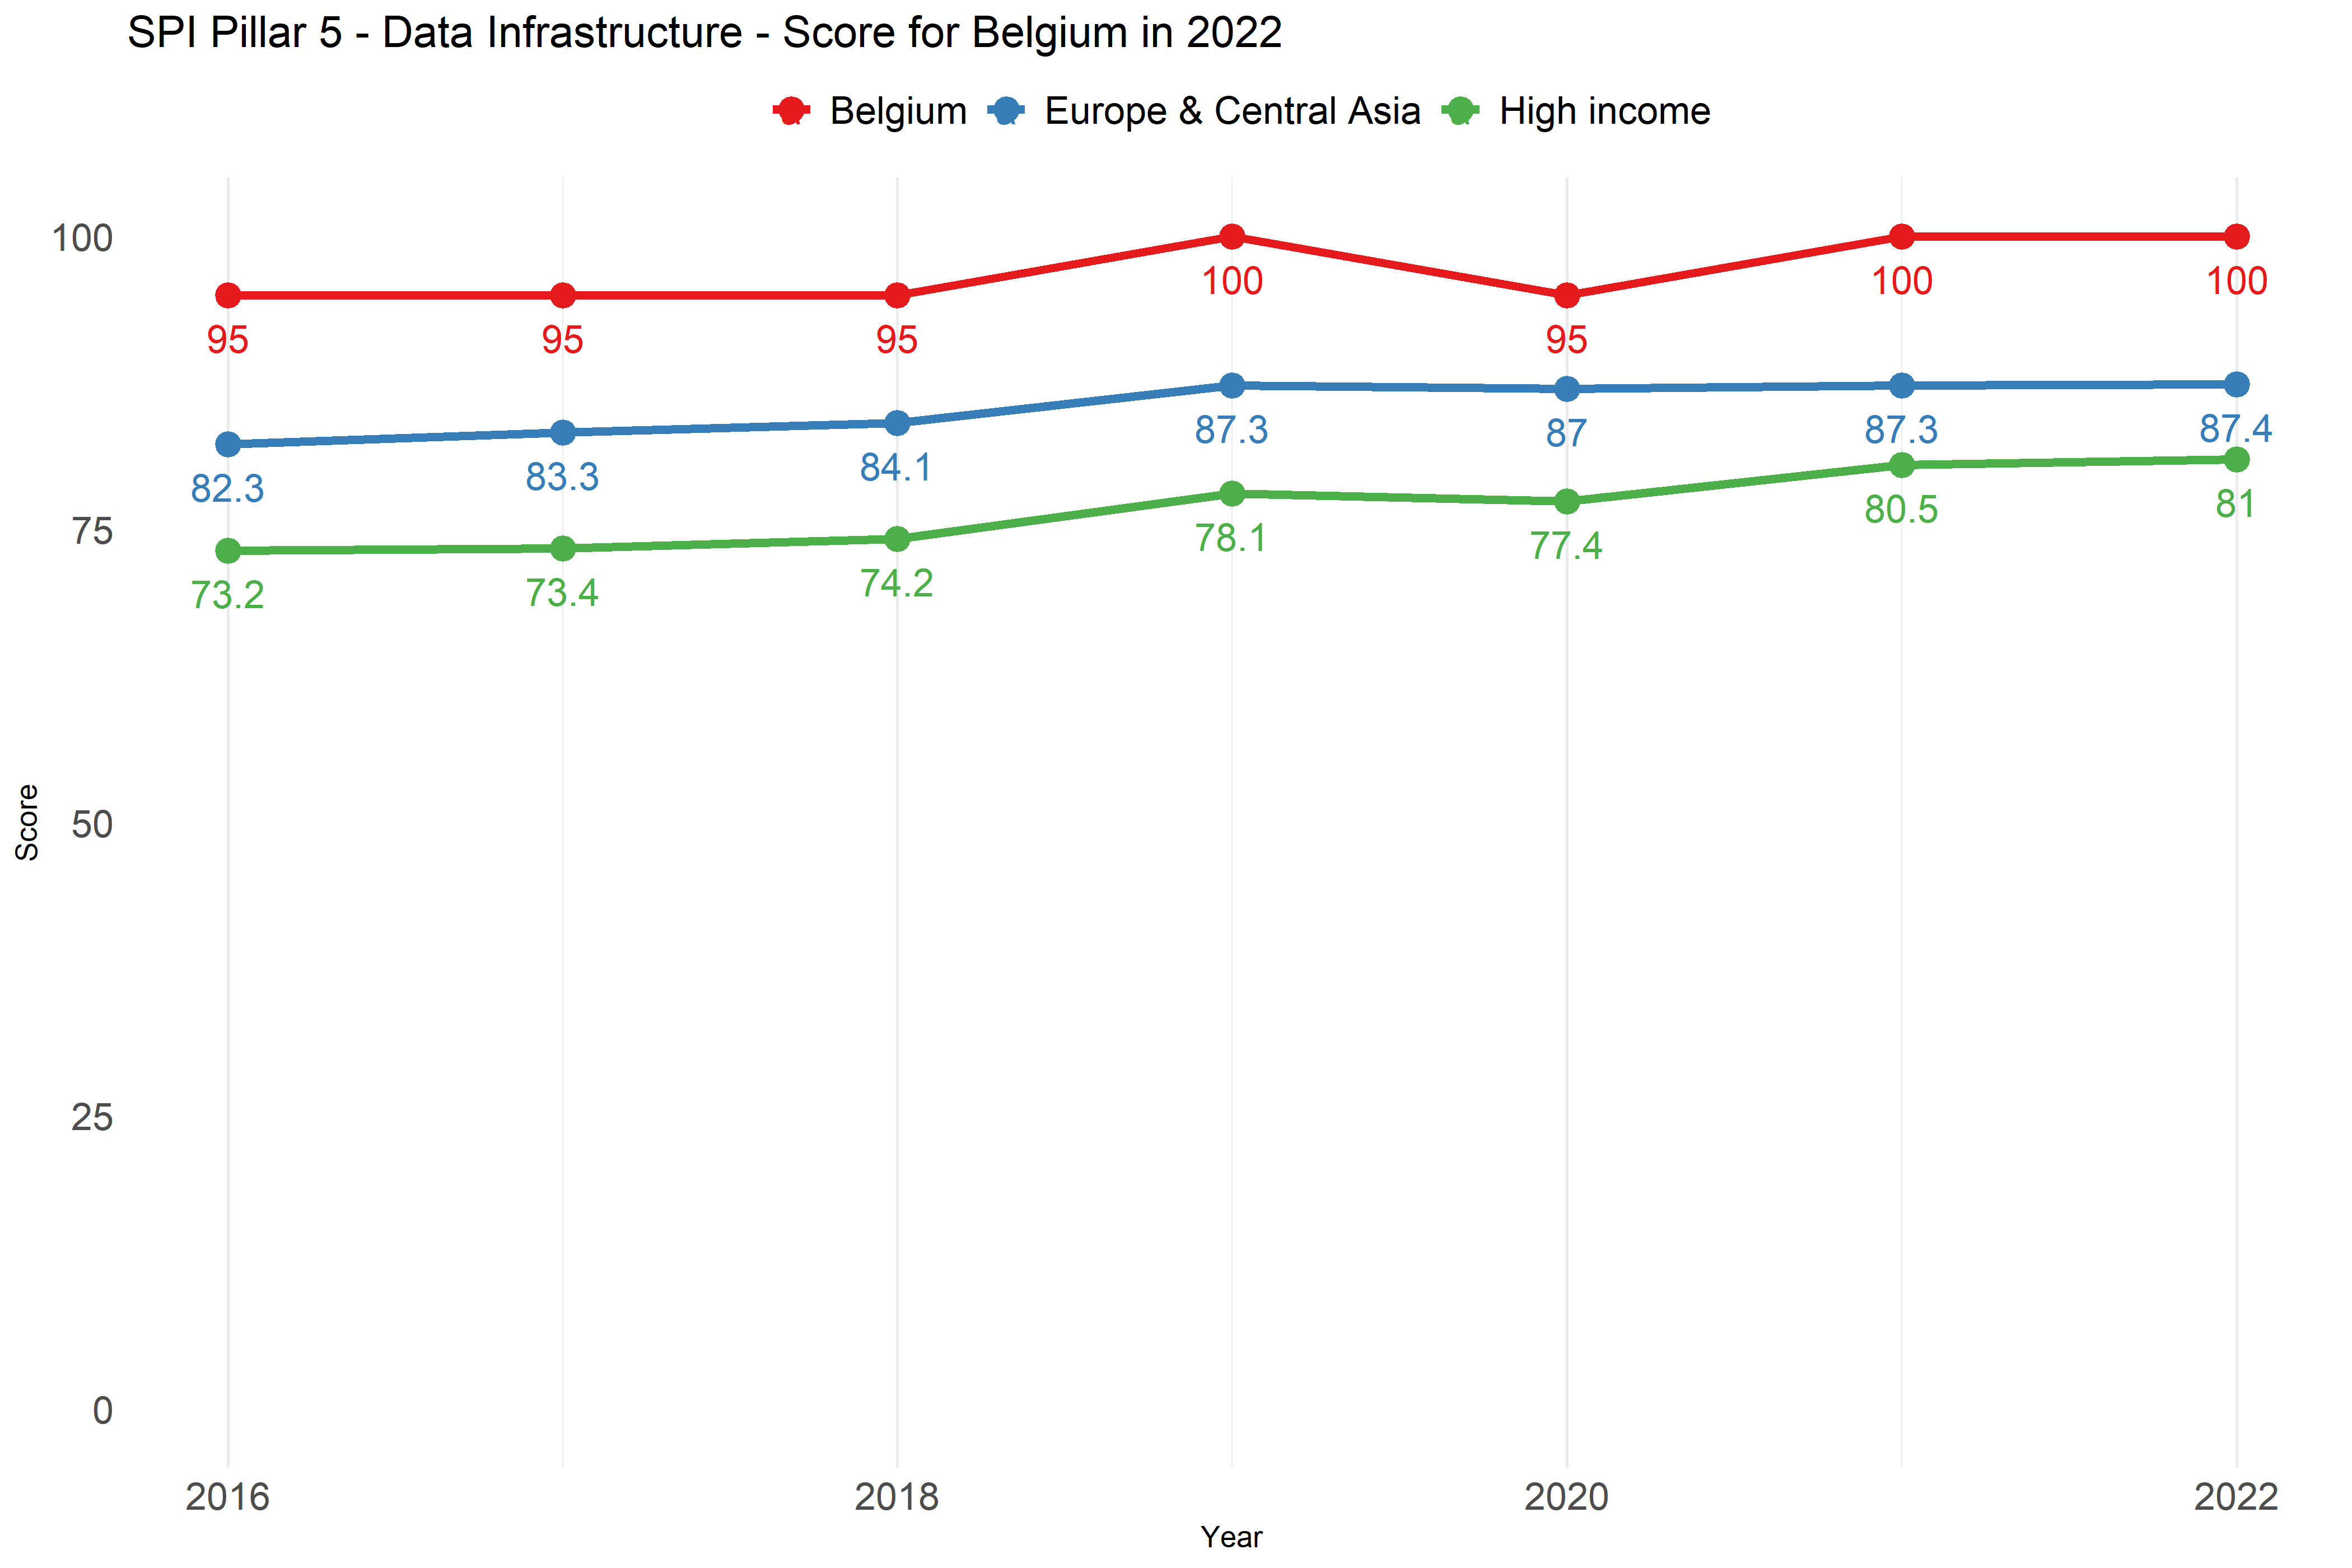 SPI Pillar 5 - Data Infrastructure - Score for Belgium in 2022
Belgium Europe & Central Asia High income
100
100 100 100
95 95 95 95
87.3 87 87.3 87.4
82.3 83.3 84.1
80.5 81
78.1 77.4
75
73.2 73.4 74.2
Score
50
25
0
2016 2018 2020 2022
Year